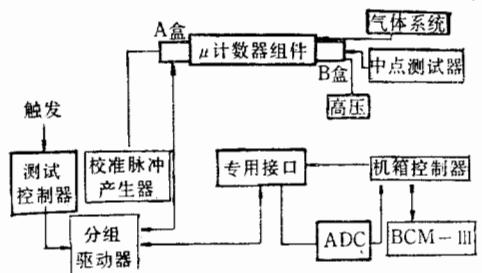 A盒
μ计数器组件
气体系统
B盒
中点测试器
高压
触发
测试
控制器
校准脉冲
产生器
专用接口
机箱控制器
分组
驱动器
ADC
BCM-III